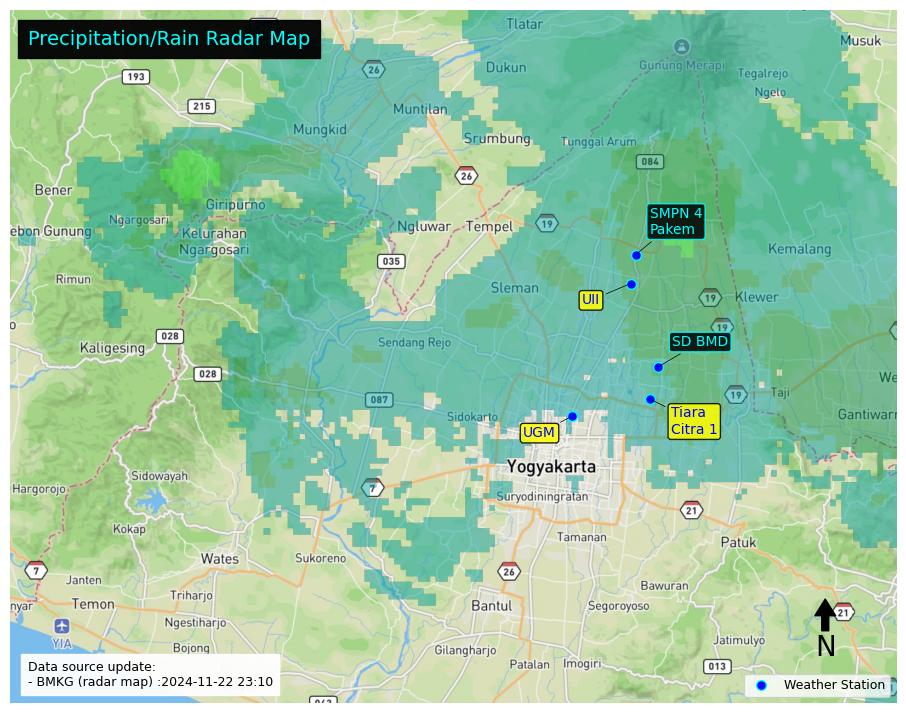 Precipitation/Rain Radar Map
Tlatar
Musuk
Dukun
Gunung Merapi
Tegalrejo
Ngelo
26
193
215
Muntilan
Mungkid
Srumbung
Tunggal Arum
084
26
Bener
Giripurno
Ngargosari
ebon Gunung
Kelurahan
Ngargosari
Ngluwar
Tempel
19
SMPN 4
Pakem
Kemalang
035
Rimun
Sleman
UII
19
Klewer
19
028
Kaligesing
Sendang Rejo
SD BMD
028
We
087
Sidokarto
19
Taji
Tiara
Citra 1
Gantiwarn
UGM
Yogyakarta
Sidowayah
Hargorojo
7
Suryodiningratan
21
Kokap
Tamanan
Patuk
Wates
Sukoreno
7
26
Janten
Bawuran
nyar
Temon
Triharjo
Bantul
Segoroyoso
21
Ngestiharjo
YIA
Jatimulyo
N
Bojong
Gilangharjo
Patalan
Imogiri
013
Data source update:
- BMKG (radar map) :2024-11-22 23:10
Weather Station